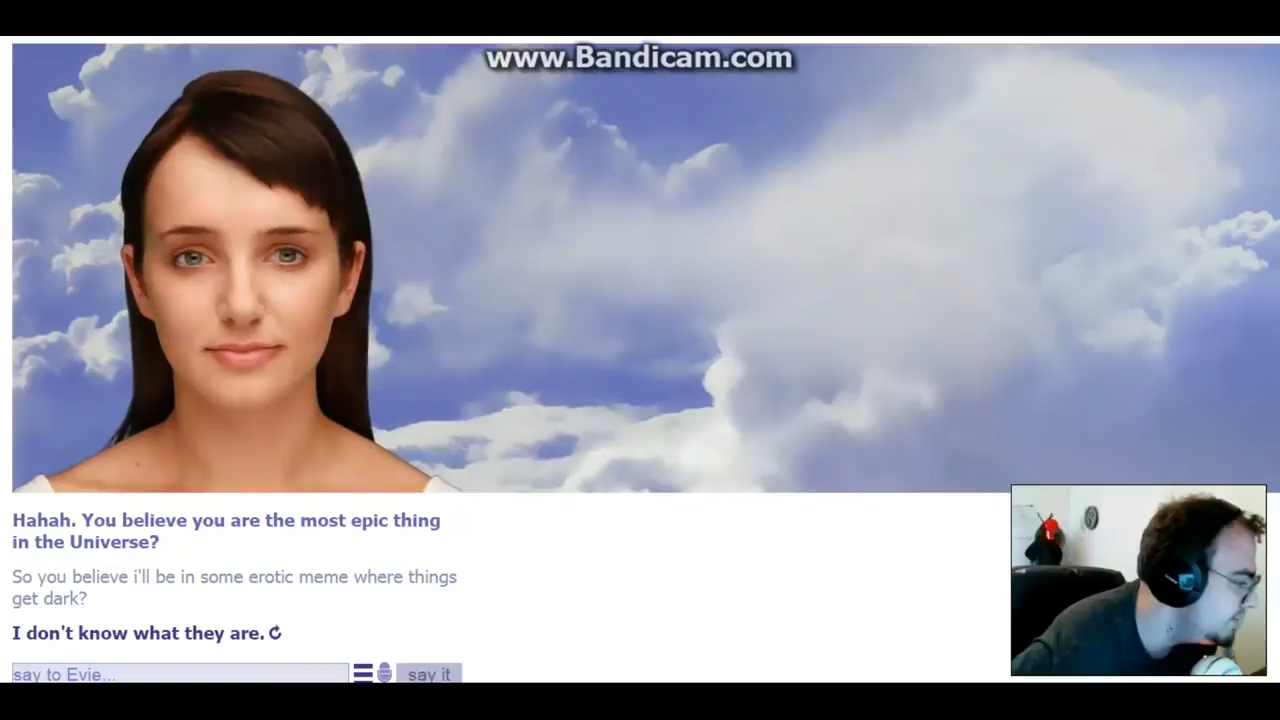 www.Bandicam.com
Hahah. You believe you are the most epic thing
in the Universe?
So you believe i'll be in some erotic meme where things
get dark?
I don't know what they are.
say to Evie...
say it